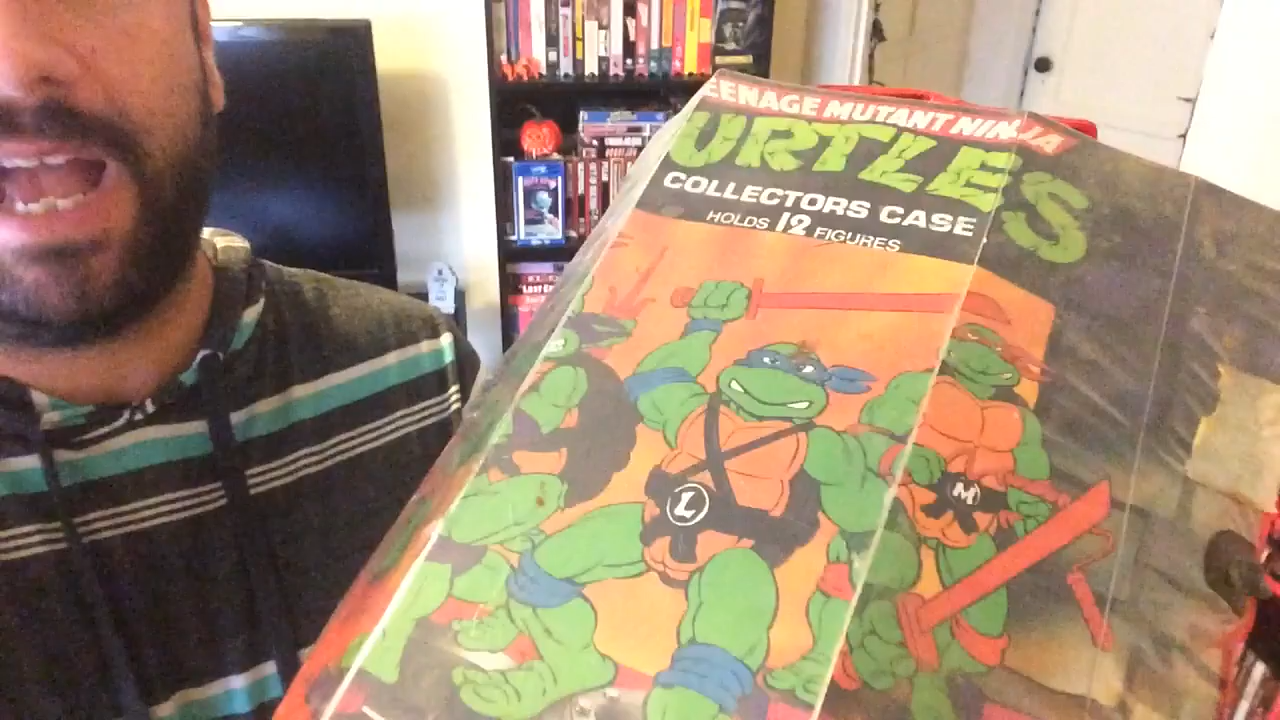 EENAGE MUTANT NINJA
URTLES
COLLECTORS CASE
HOLDS 12 FIGURES
L
M